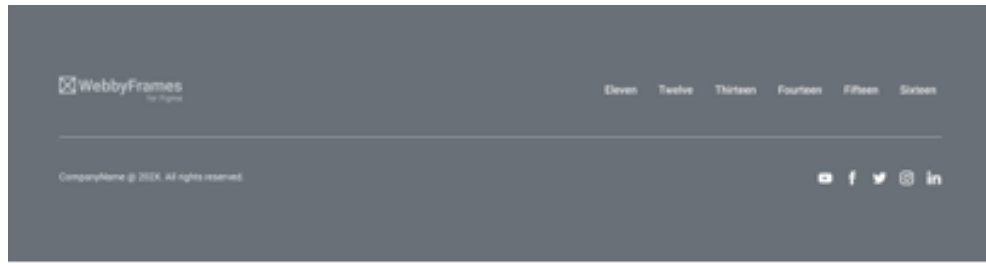 WebbyFrames
for Figma
Eleven Twelve Thirteen Fourteen Fifteen Sixteen
CompanyName @ 202X. All rights reserved.